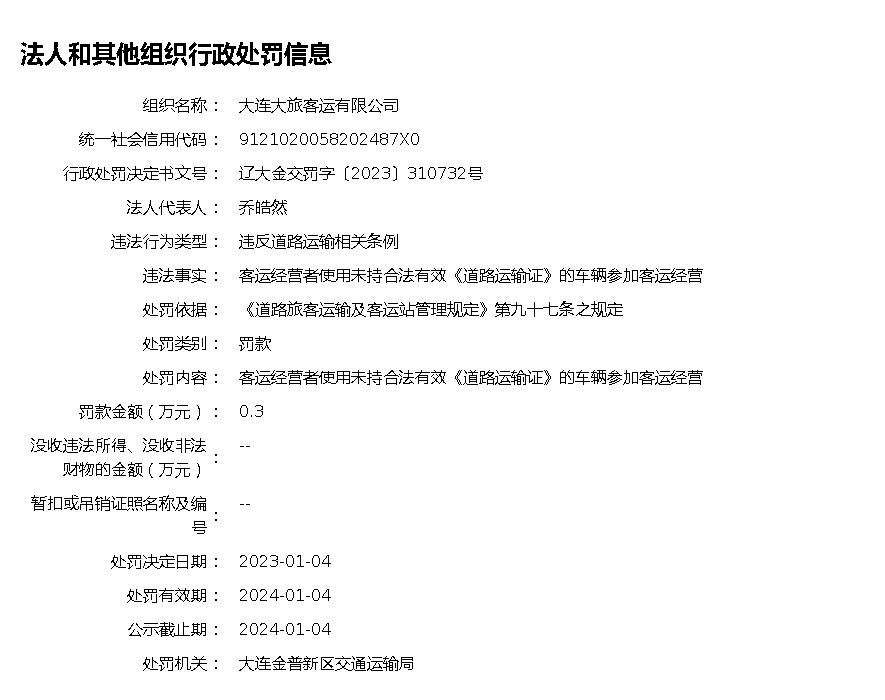 法人和其他组织行政处罚信息
组织名称： 大连大旅客运有限公司
统一社会信用代码： 9121020058202487X0
行政处罚决定书文号： 辽大金交罚字〔2023〕310732号
法人代表人： 乔皓然
违法行为类型： 违反道路运输相关条例
违法事实： 客运经营者使用未持合法有效《道路运输证》的车辆参加客运经营
处罚依据： 《道路旅客运输及客运站管理规定》第九十七条之规定
处罚类别： 罚款
处罚内容： 客运经营者使用未持合法有效《道路运输证》的车辆参加客运经营
罚款金额（万元）： 0.3
没收违法所得、没收非法
财物的金额（万元）： --
暂扣或吊销证照名称及编
号： --
处罚决定日期： 2023-01-04
处罚有效期： 2024-01-04
公示截止期： 2024-01-04
处罚机关： 大连金普新区交通运输局